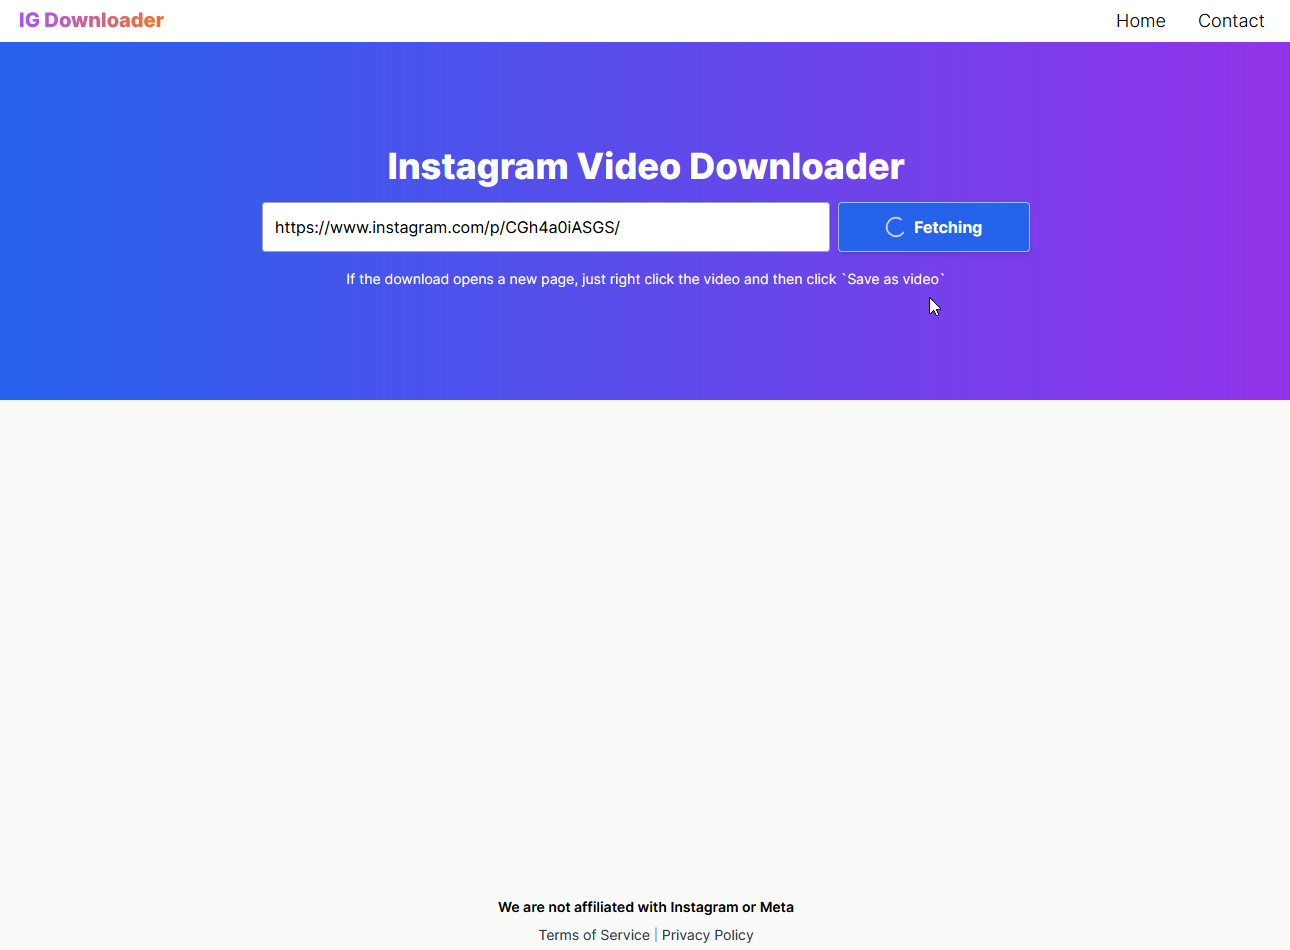 IG Downloader
Home
Contact
Instagram Video Downloader
https://www.instagram.com/p/CGh4a0iASGS/
Fetching
If the download opens a new page, just right click the video and then click `Save as video`
We are not affiliated with Instagram or Meta
Terms of Service | Privacy Policy